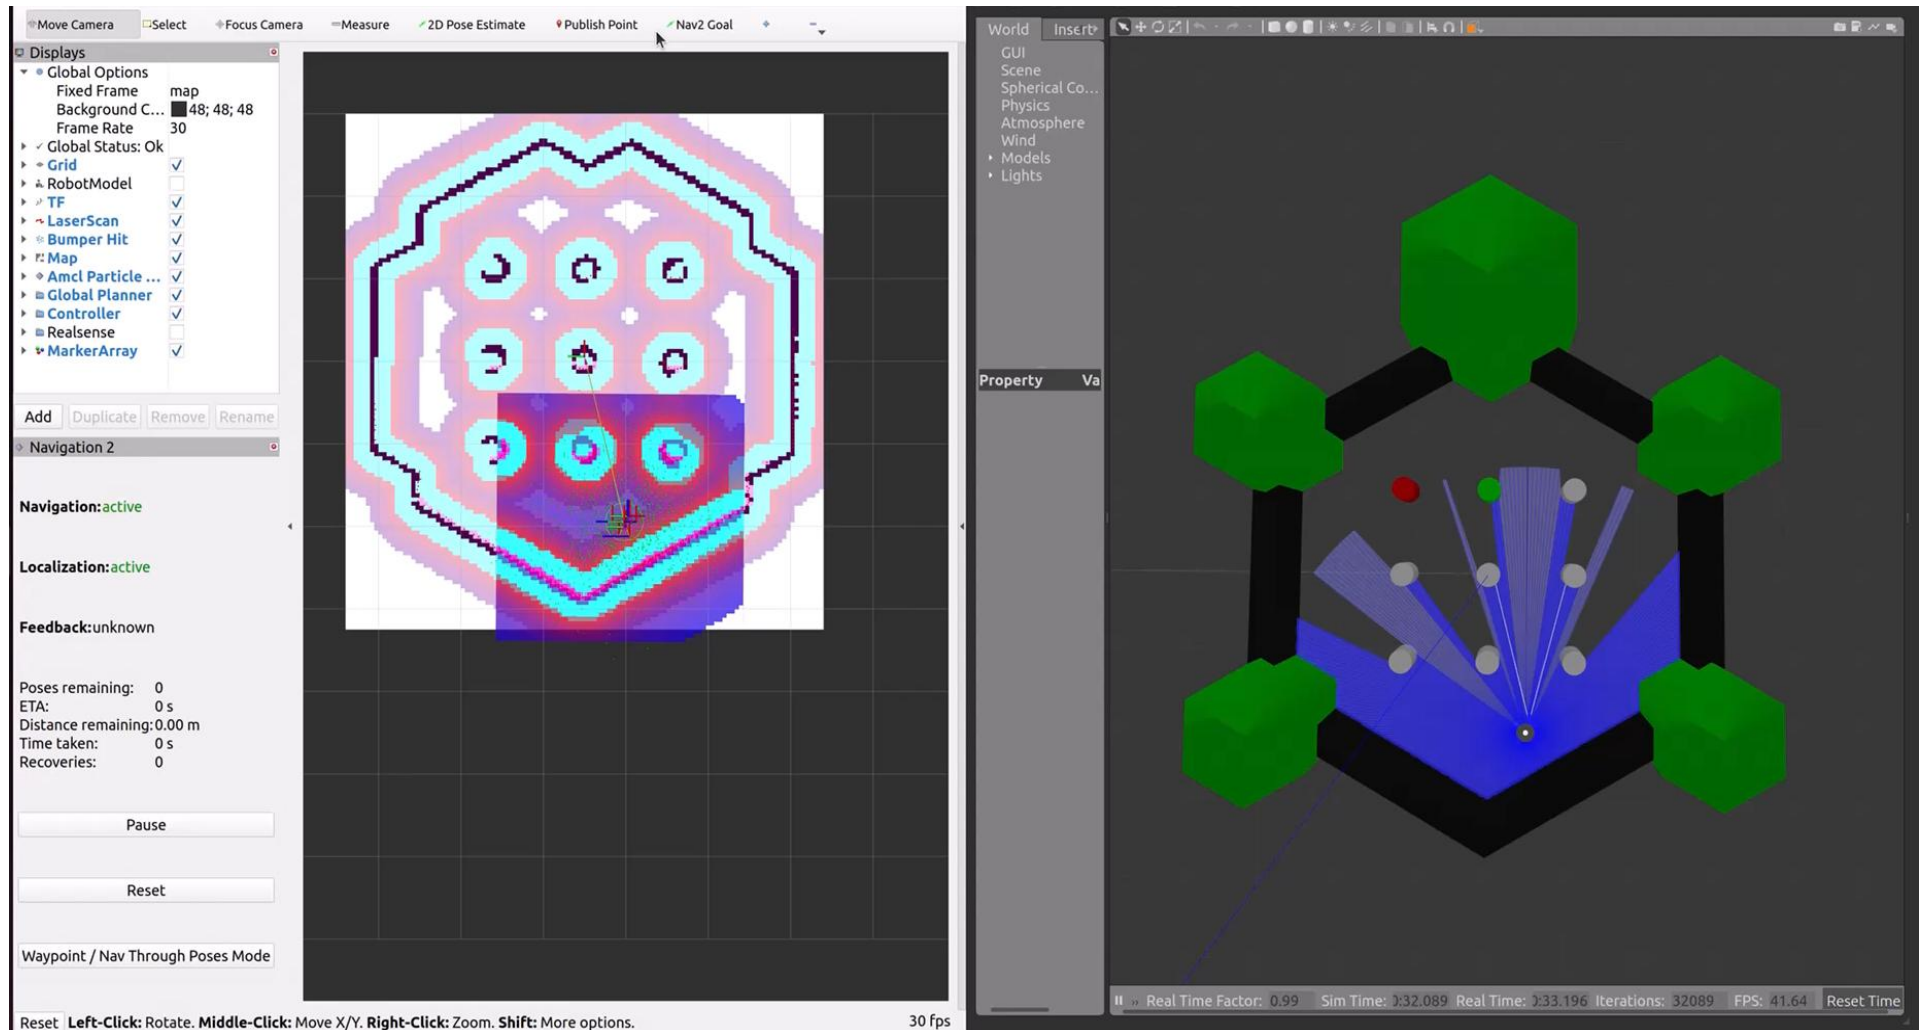 Move Camera Select Focus Camera Measure 2D Pose Estimate Publish Point Nav2 Goal
Displays
Global Options
Fixed Frame map
Background C... 48; 48; 48
Frame Rate 30
Global Status: Ok
Grid
RobotModel
TF
LaserScan
Bumper Hit
Map
Amcl Particle ...
Global Planner
Controller
Realsense
MarkerArray
Add Duplicate Remove Rename
Navigation 2
Navigation: active
Localization: active
Feedback: unknown
Poses remaining: 0
ETA: 0 s
Distance remaining: 0.00 m
Time taken: 0 s
Recoveries: 0
Pause
Reset
Waypoint / Nav Through Poses Mode
Reset Left-Click: Rotate. Middle-Click: Move X/Y. Right-Click: Zoom. Shift: More options. 30 fps
World Insert
GUI
Scene
Spherical Co...
Physics
Atmosphere
Wind
Models
Lights
Property Va
Real Time Factor: 0.99 Sim Time: 0:32.089 Real Time: 0:33.196 Iterations: 32089 FPS: 41.64 Reset Time